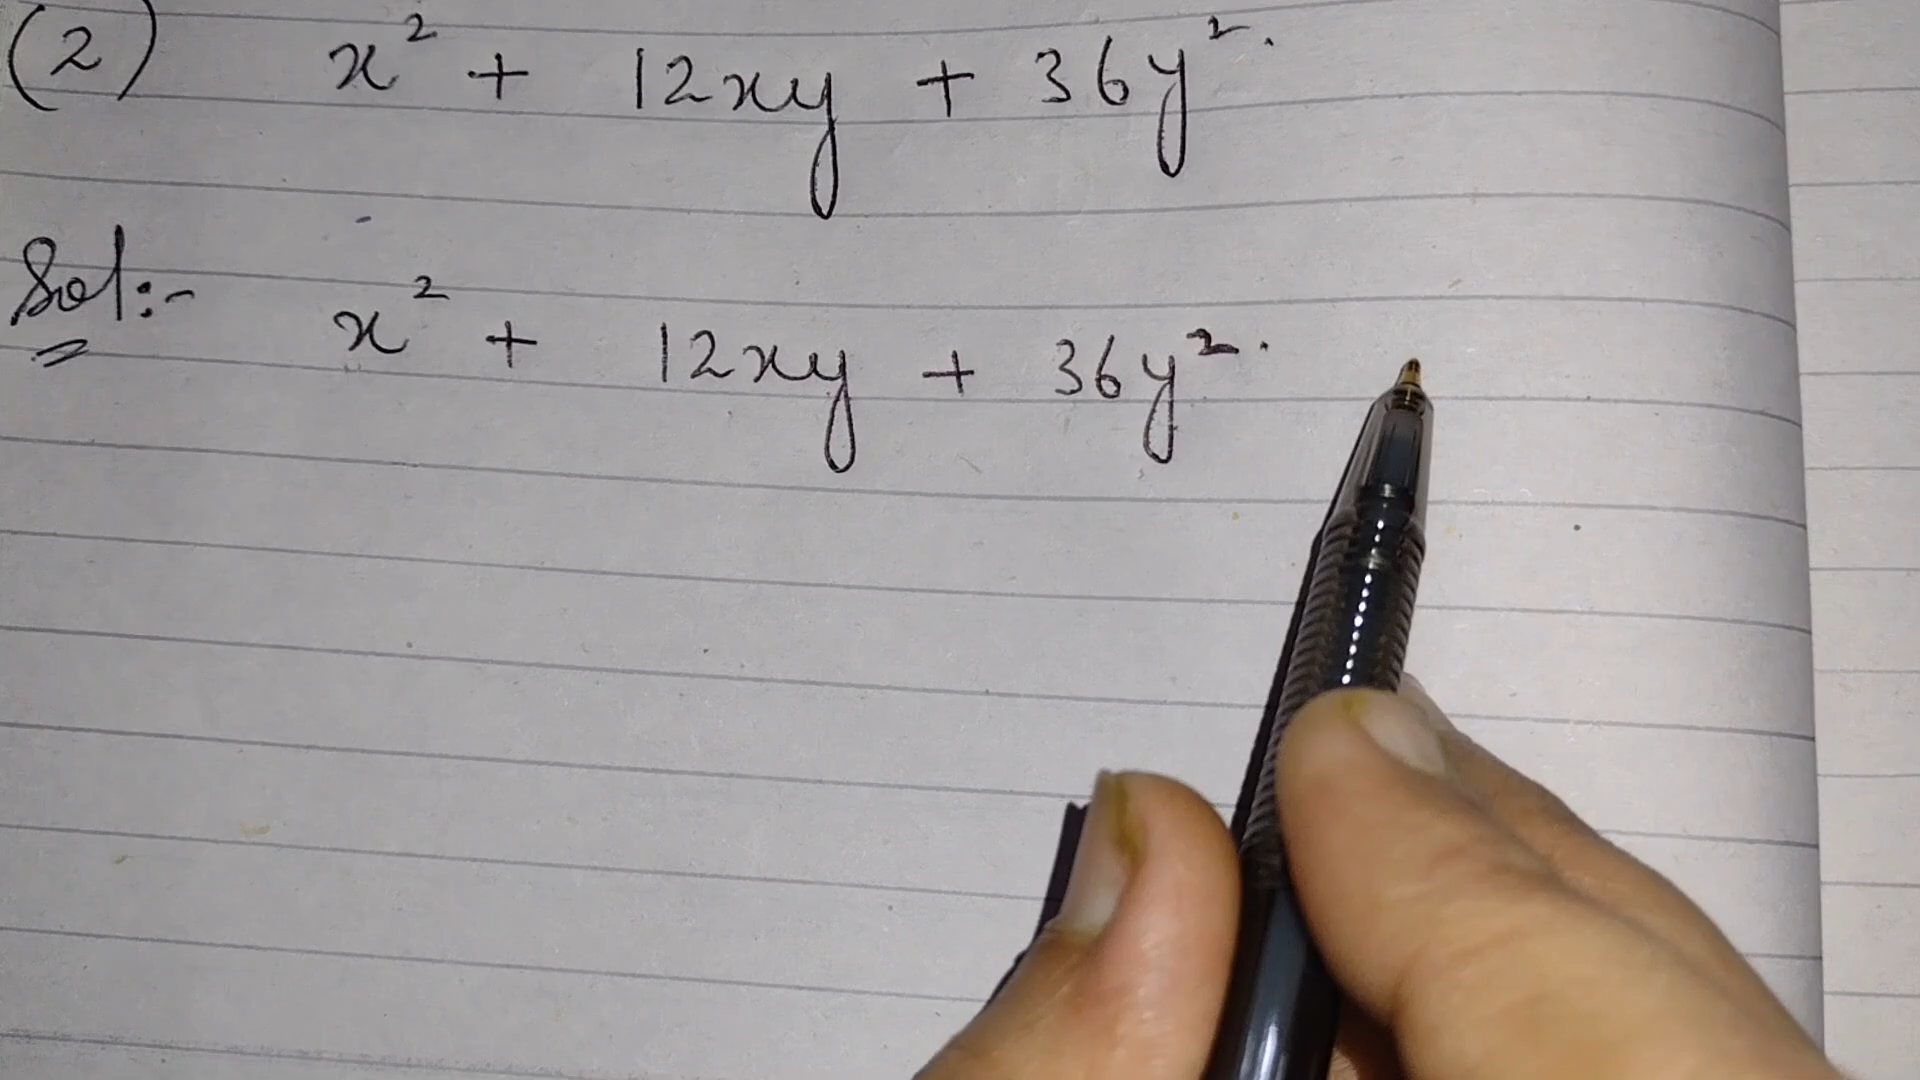 (2) x² + 12xy + 36y².
Sol:- x² + 12xy + 36y².